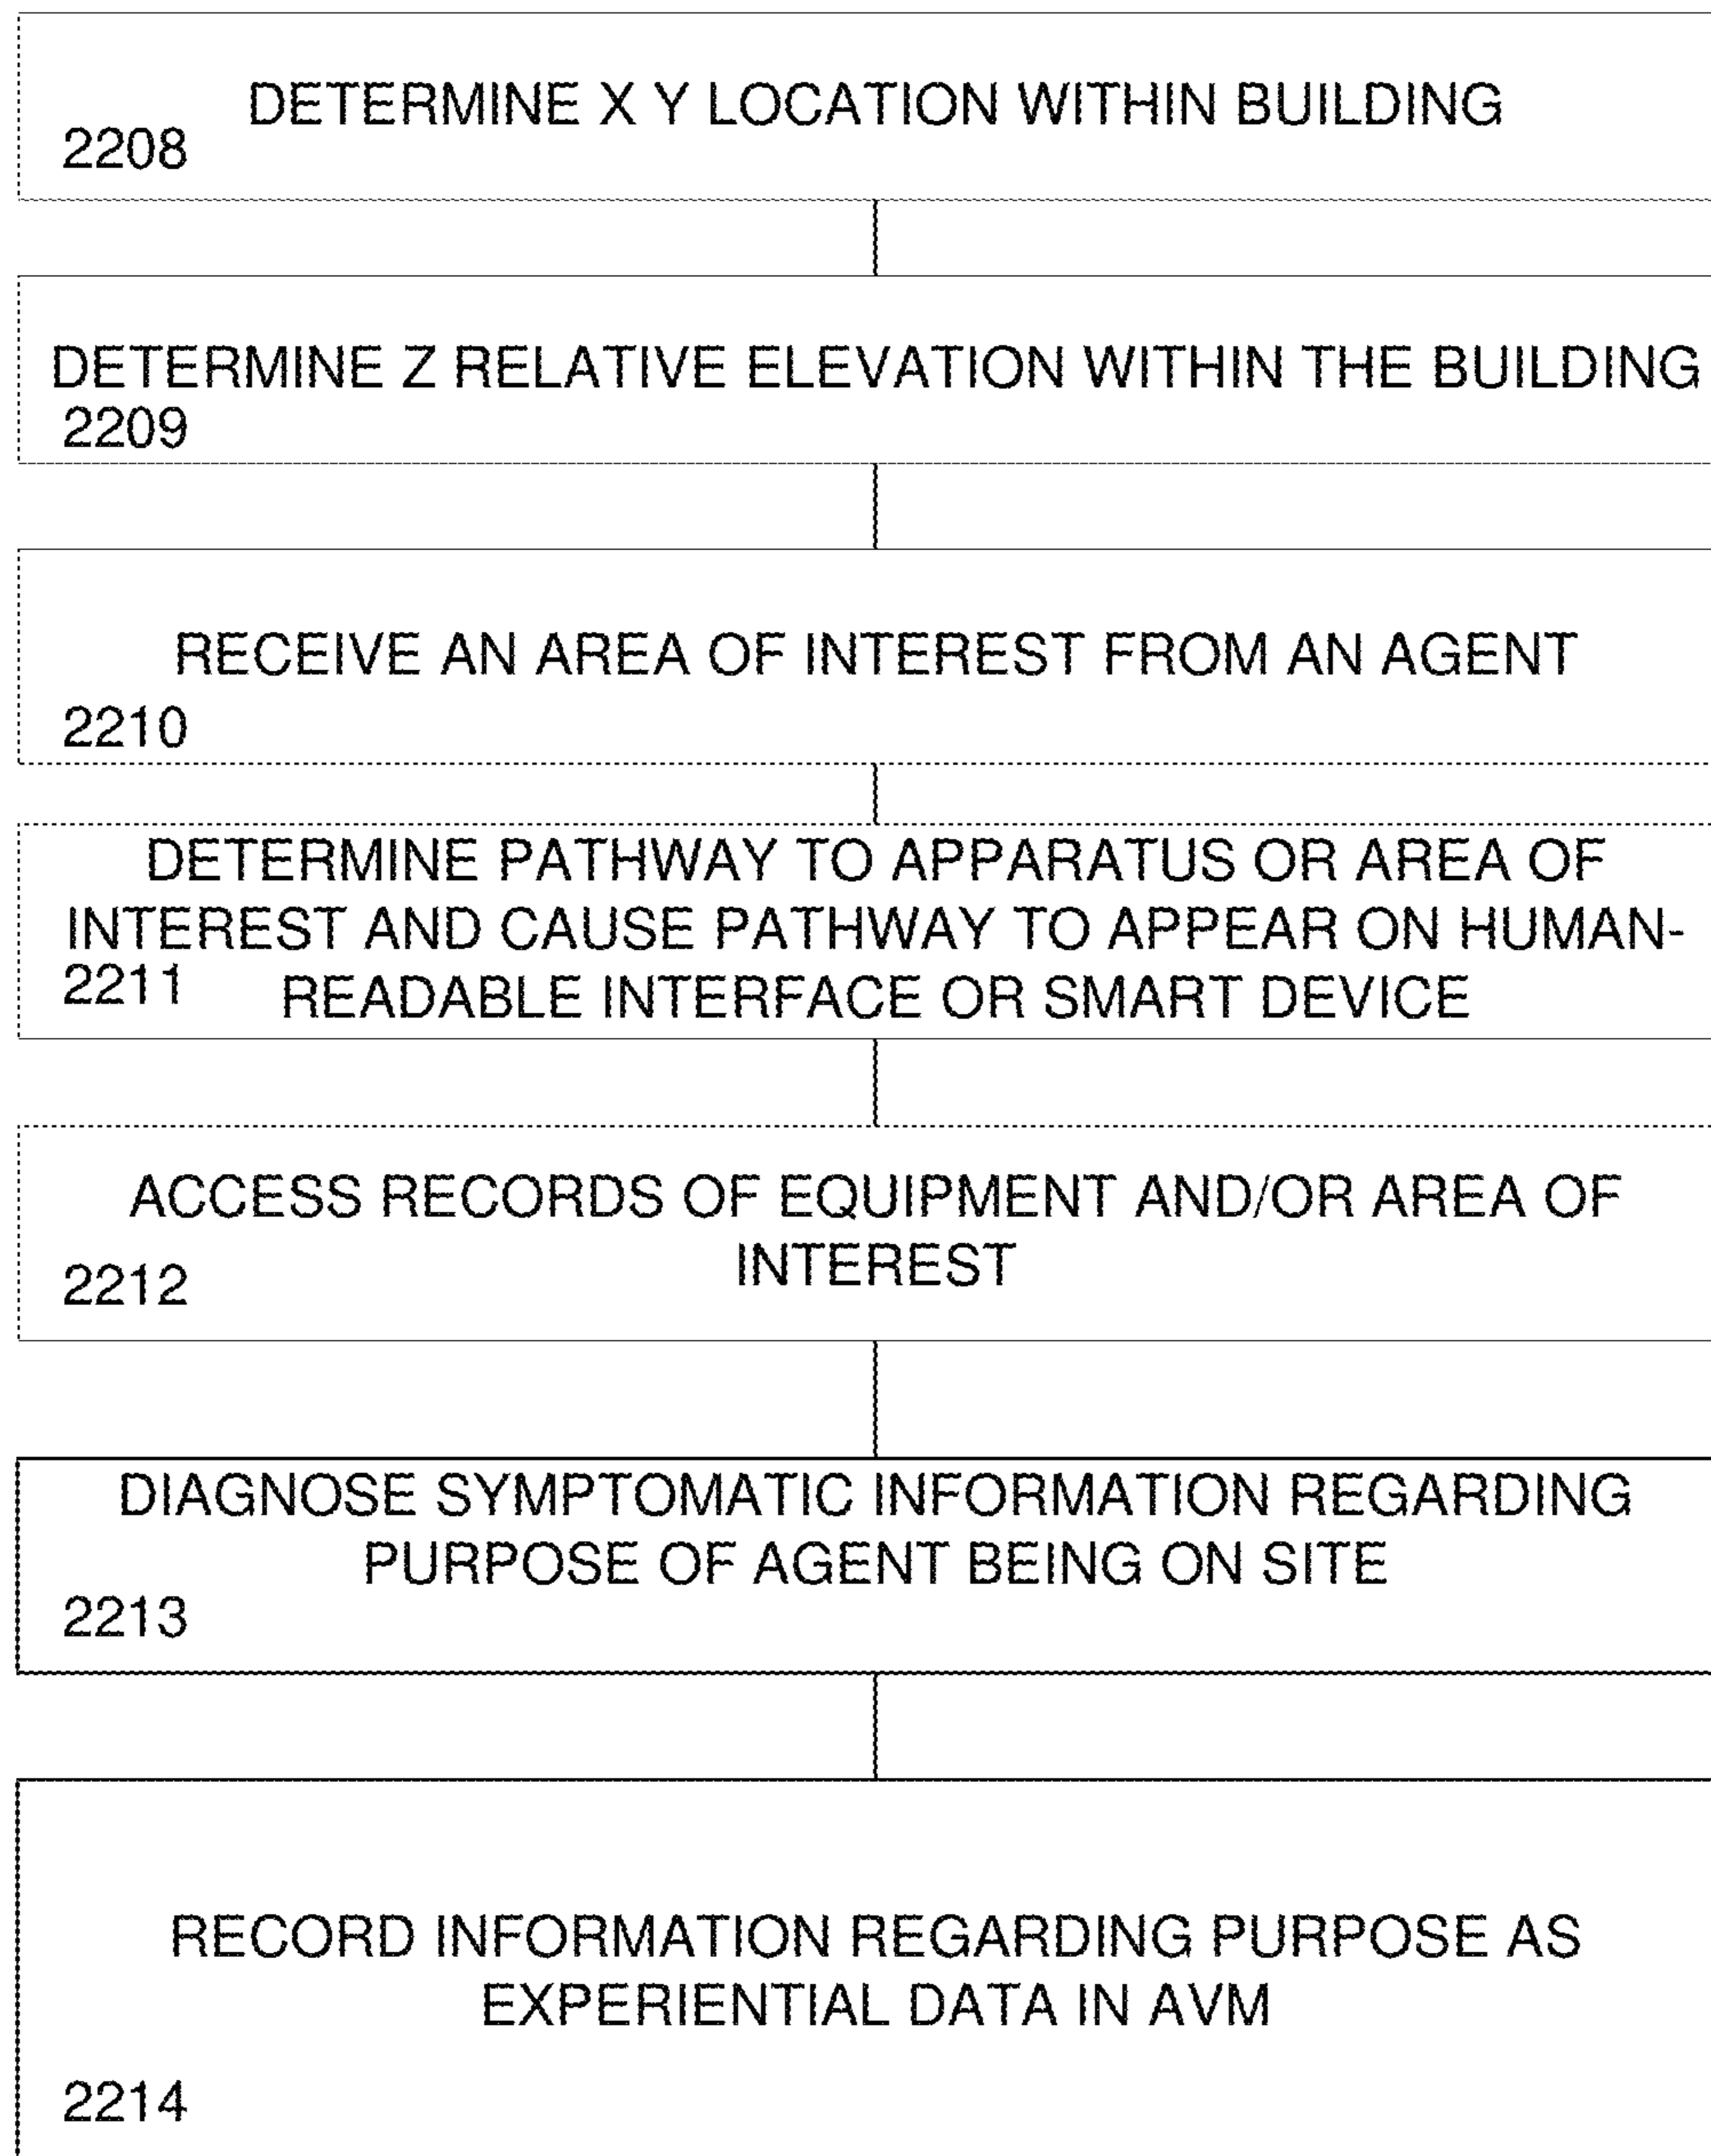 DETERMINE X Y LOCATION WITHIN BUILDING
2208
DETERMINE Z RELATIVE ELEVATION WITHIN THE BUILDING
2209
RECEIVE AN AREA OF INTEREST FROM AN AGENT
2210
DETERMINE PATHWAY TO APPARATUS OR AREA OF
INTEREST AND CAUSE PATHWAY TO APPEAR ON HUMAN-
2211 READABLE INTERFACE OR SMART DEVICE
ACCESS RECORDS OF EQUIPMENT AND/OR AREA OF
INTEREST
2212
DIAGNOSE SYMPTOMATIC INFORMATION REGARDING
PURPOSE OF AGENT BEING ON SITE
2213
RECORD INFORMATION REGARDING PURPOSE AS
EXPERIENTIAL DATA IN AVM
2214